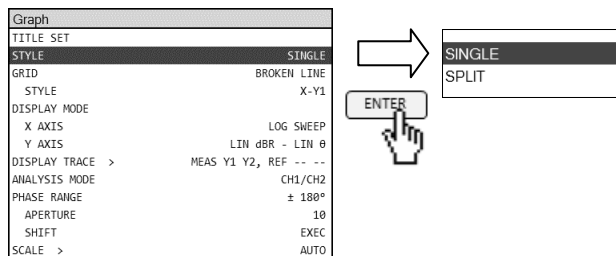 Graph
TITLE SET
STYLE SINGLE
GRID BROKEN LINE
STYLE X-Y1
DISPLAY MODE
X AXIS LOG SWEEP
Y AXIS LIN dBR - LIN θ
DISPLAY TRACE > MEAS Y1 Y2, REF -- --
ANALYSIS MODE CH1/CH2
PHASE RANGE ± 180°
APERTURE 10
SHIFT EXEC
SCALE > AUTO
ENTER
SINGLE
SPLIT